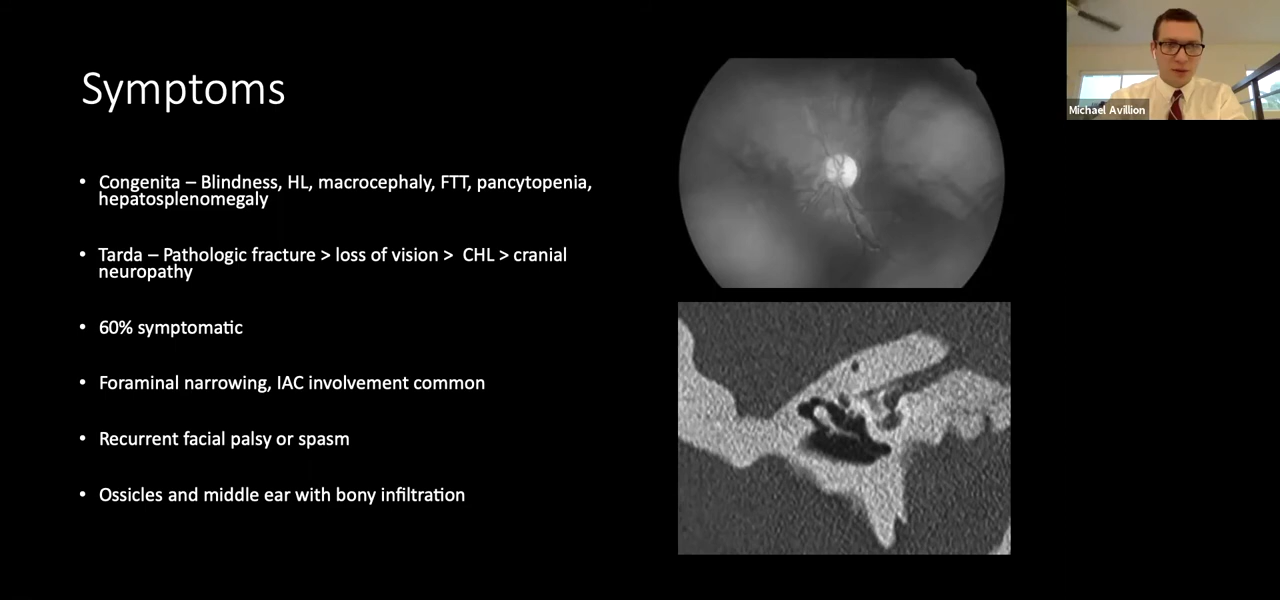 Symptoms
• Congenita – Blindness, HL, macrocephaly, FTT, pancytopenia,
hepatosplenomegaly
• Tarda – Pathologic fracture > loss of vision >  CHL > cranial
neuropathy
• 60% symptomatic
• Foraminal narrowing, IAC involvement common
• Recurrent facial palsy or spasm
• Ossicles and middle ear with bony infiltration
Michael Avillion